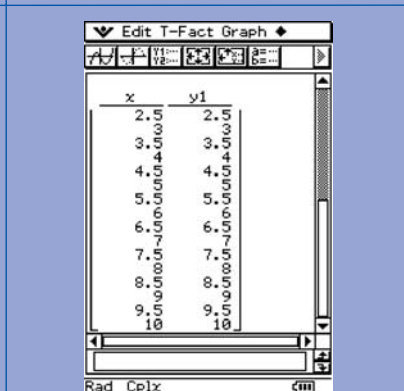 Edit T-Fact Graph
Y1:···
Y2:···
a=···
b=···
x y1
2.5 2.5
3 3
3.5 3.5
4 4
4.5 4.5
5 5
5.5 5.5
6 6
6.5 6.5
7 7
7.5 7.5
8 8
8.5 8.5
9 9
9.5 9.5
10 10
Rad Cplx